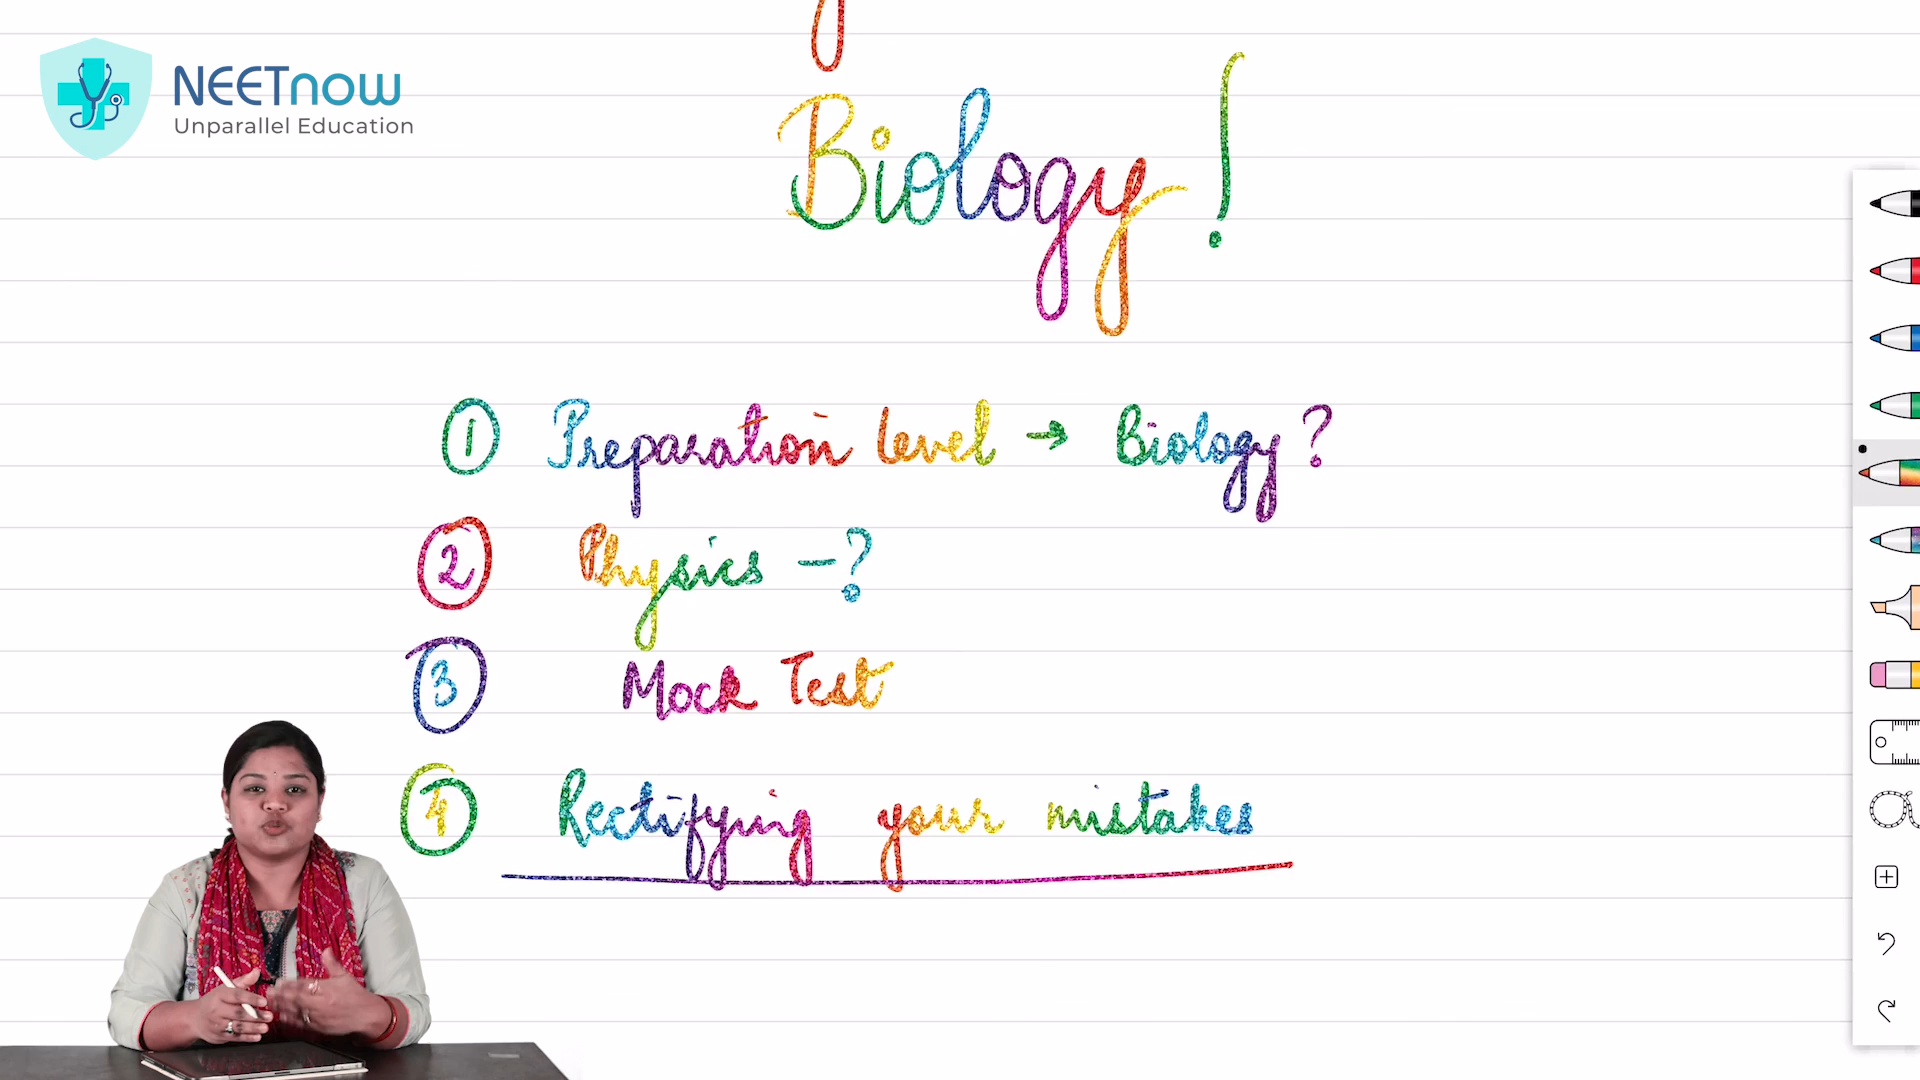 NEETnow
Unparallel Education
Biology !
① Preparation level → Biology ?
② Physics - ?
③ Mock Test
④ Rectifying your mistakes